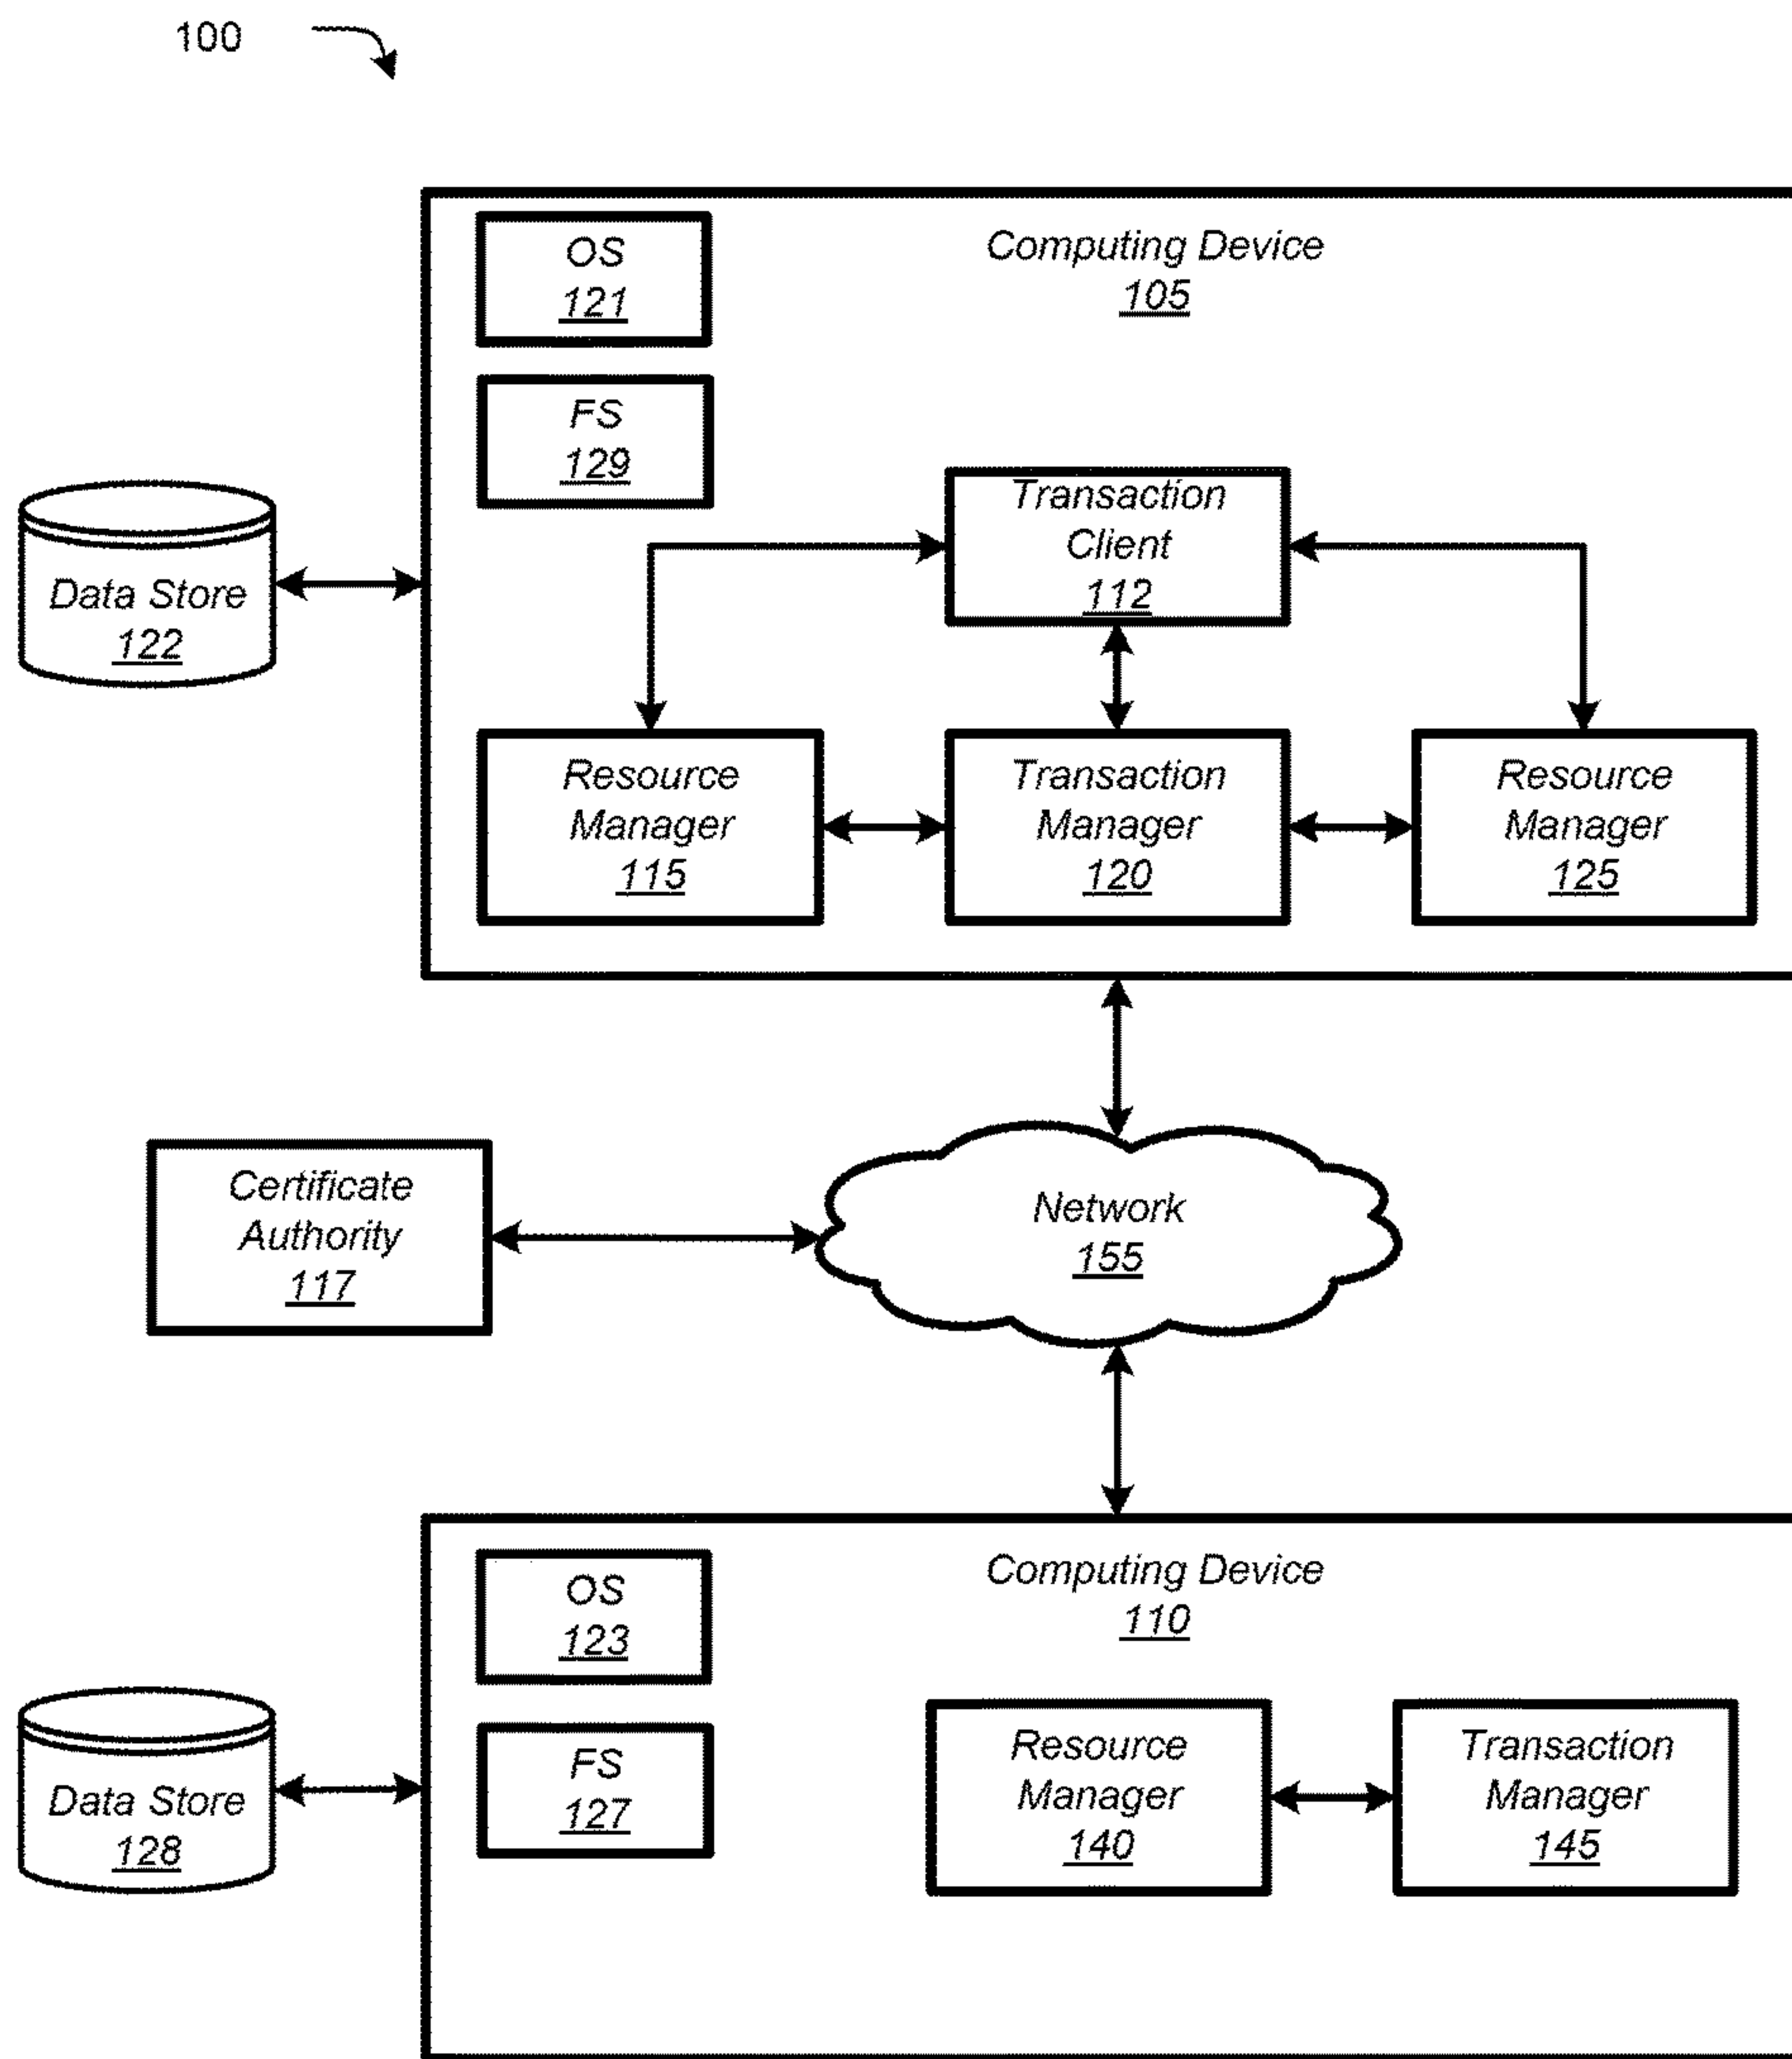 100
OS
121
Computing Device
105
FS
129
Transaction
Client
112
Data Store
122
Resource
Manager
115
Transaction
Manager
120
Resource
Manager
125
Certificate
Authority
117
Network
155
OS
123
Computing Device
110
FS
127
Resource
Manager
140
Transaction
Manager
145
Data Store
128